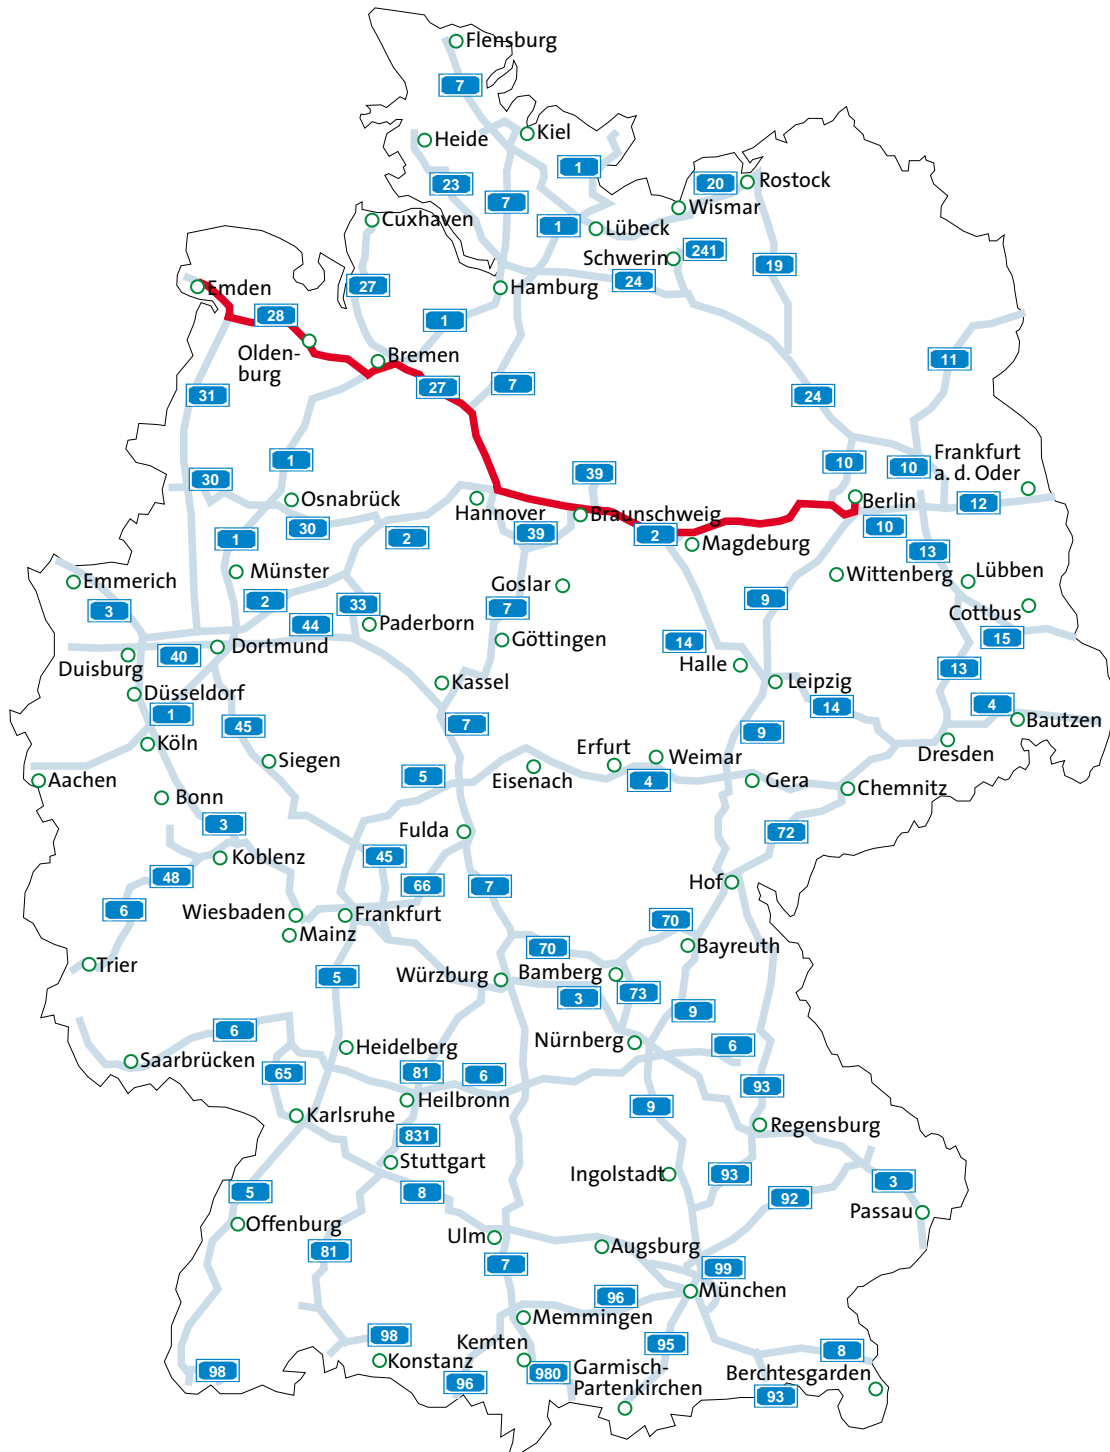 Flensburg
7
Heide
Kiel
1
23
20
Rostock
7
Wismar
Cuxhaven
1
Lübeck
241
Schwerin
19
24
Emden
27
Hamburg
28
1
Olden-
burg
Bremen
11
27
7
31
24
1
Frankfurt
a. d. Oder
10
10
30
39
Osnabrück
Hannover
Berlin
12
30
Braunschweig
10
39
2
2
1
Magdeburg
13
Münster
Emmerich
Goslar
Wittenberg
Lübben
2
33
7
9
3
44
Paderborn
Cottbus
15
Göttingen
14
Dortmund
40
Duisburg
Halle
13
Kassel
Leipzig
Düsseldorf
14
4
1
45
7
9
Bautzen
Köln
Dresden
Siegen
Erfurt
Weimar
Aachen
5
Eisenach
4
Gera
Chemnitz
Bonn
3
Fulda
72
Koblenz
45
48
66
7
Hof
6
Wiesbaden
Frankfurt
70
Mainz
70
Bayreuth
Trier
5
Würzburg
Bamberg
3
73
9
6
Nürnberg
6
Saarbrücken
Heidelberg
65
81
6
93
Heilbronn
9
Karlsruhe
Regensburg
831
Stuttgart
Ingolstadt
93
3
5
8
92
Passau
Offenburg
81
Ulm
Augsburg
7
99
96
München
Memmingen
98
95
Kemten
8
Konstanz
Garmisch-
Partenkirchen
98
96
980
Berchtesgarden
93